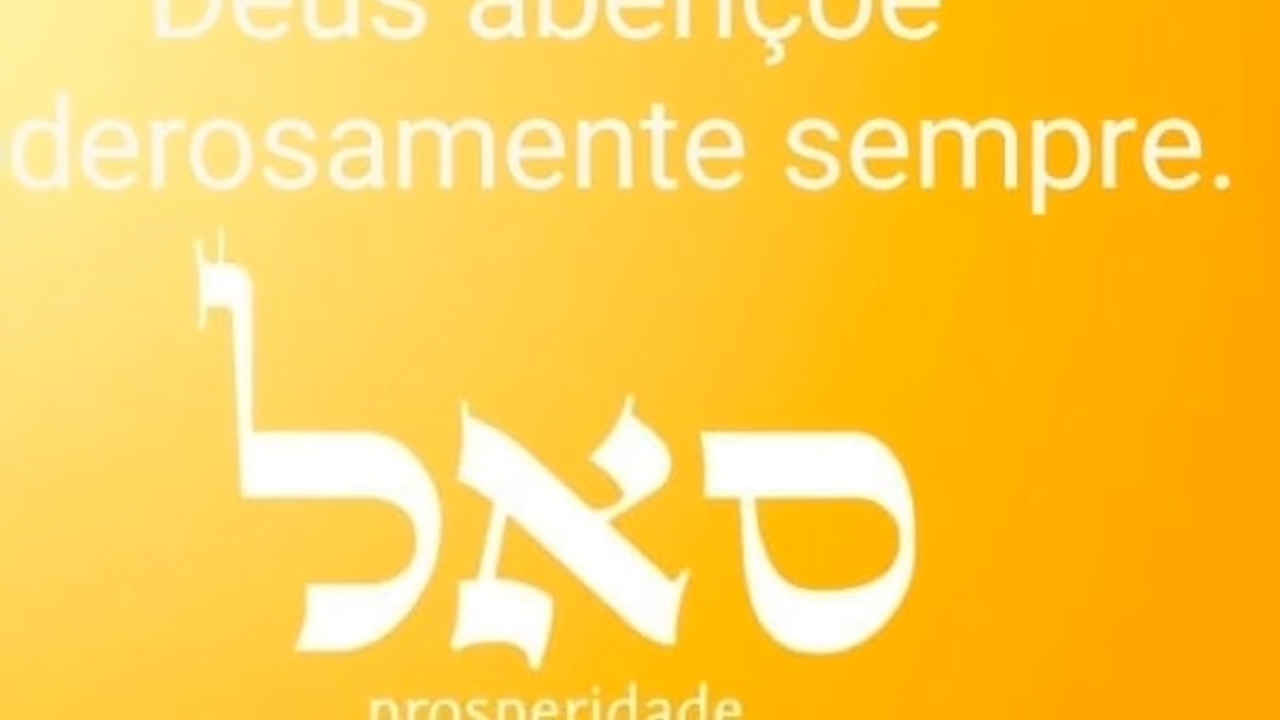 Deus abençoe
derosamente sempre.
סאל
prosperidade